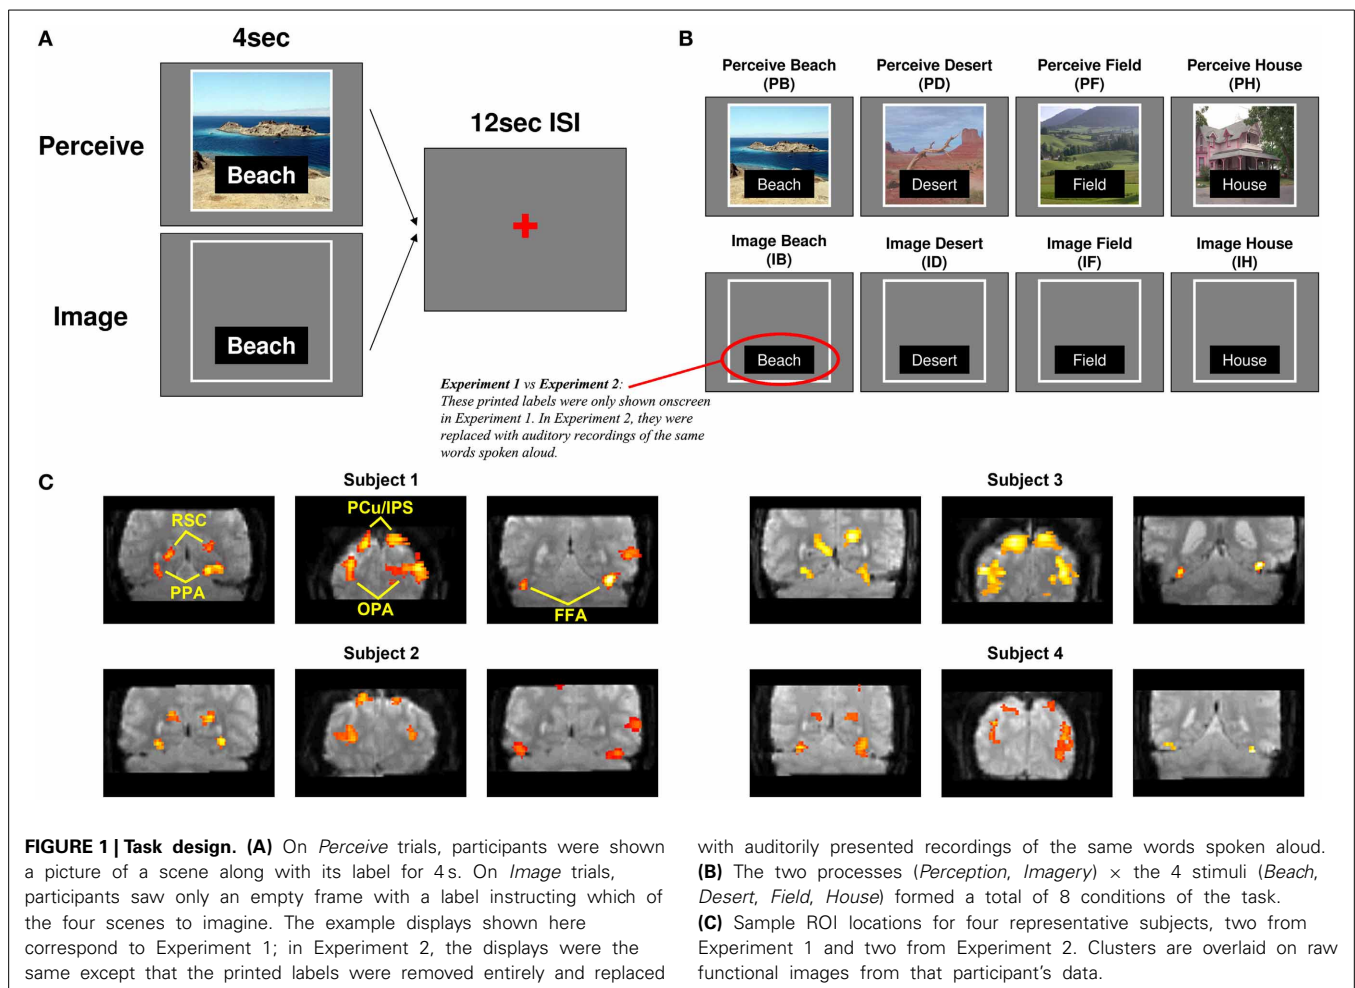 A
4sec
Perceive
Beach
Image
Beach
12sec ISI
B
Perceive Beach
(PB)
Perceive Desert
(PD)
Perceive Field
(PF)
Perceive House
(PH)
Beach
Desert
Field
House
Image Beach
(IB)
Image Desert
(ID)
Image Field
(IF)
Image House
(IH)
Beach
Desert
Field
House
Experiment 1 vs Experiment 2:
These printed labels were only shown onscreen
in Experiment 1. In Experiment 2, they were
replaced with auditory recordings of the same
words spoken aloud.
C
Subject 1
RSC
PPA
PCu/IPS
OPA
FFA
Subject 3
Subject 2
Subject 4
FIGURE 1 | Task design. (A) On Perceive trials, participants were shown
a picture of a scene along with its label for 4 s. On Image trials,
participants saw only an empty frame with a label instructing which of
the four scenes to imagine. The example displays shown here
correspond to Experiment 1; in Experiment 2, the displays were the
same except that the printed labels were removed entirely and replaced
with auditorily presented recordings of the same words spoken aloud.
(B) The two processes (Perception, Imagery) × the 4 stimuli (Beach,
Desert, Field, House) formed a total of 8 conditions of the task.
(C) Sample ROI locations for four representative subjects, two from
Experiment 1 and two from Experiment 2. Clusters are overlaid on raw
functional images from that participant's data.